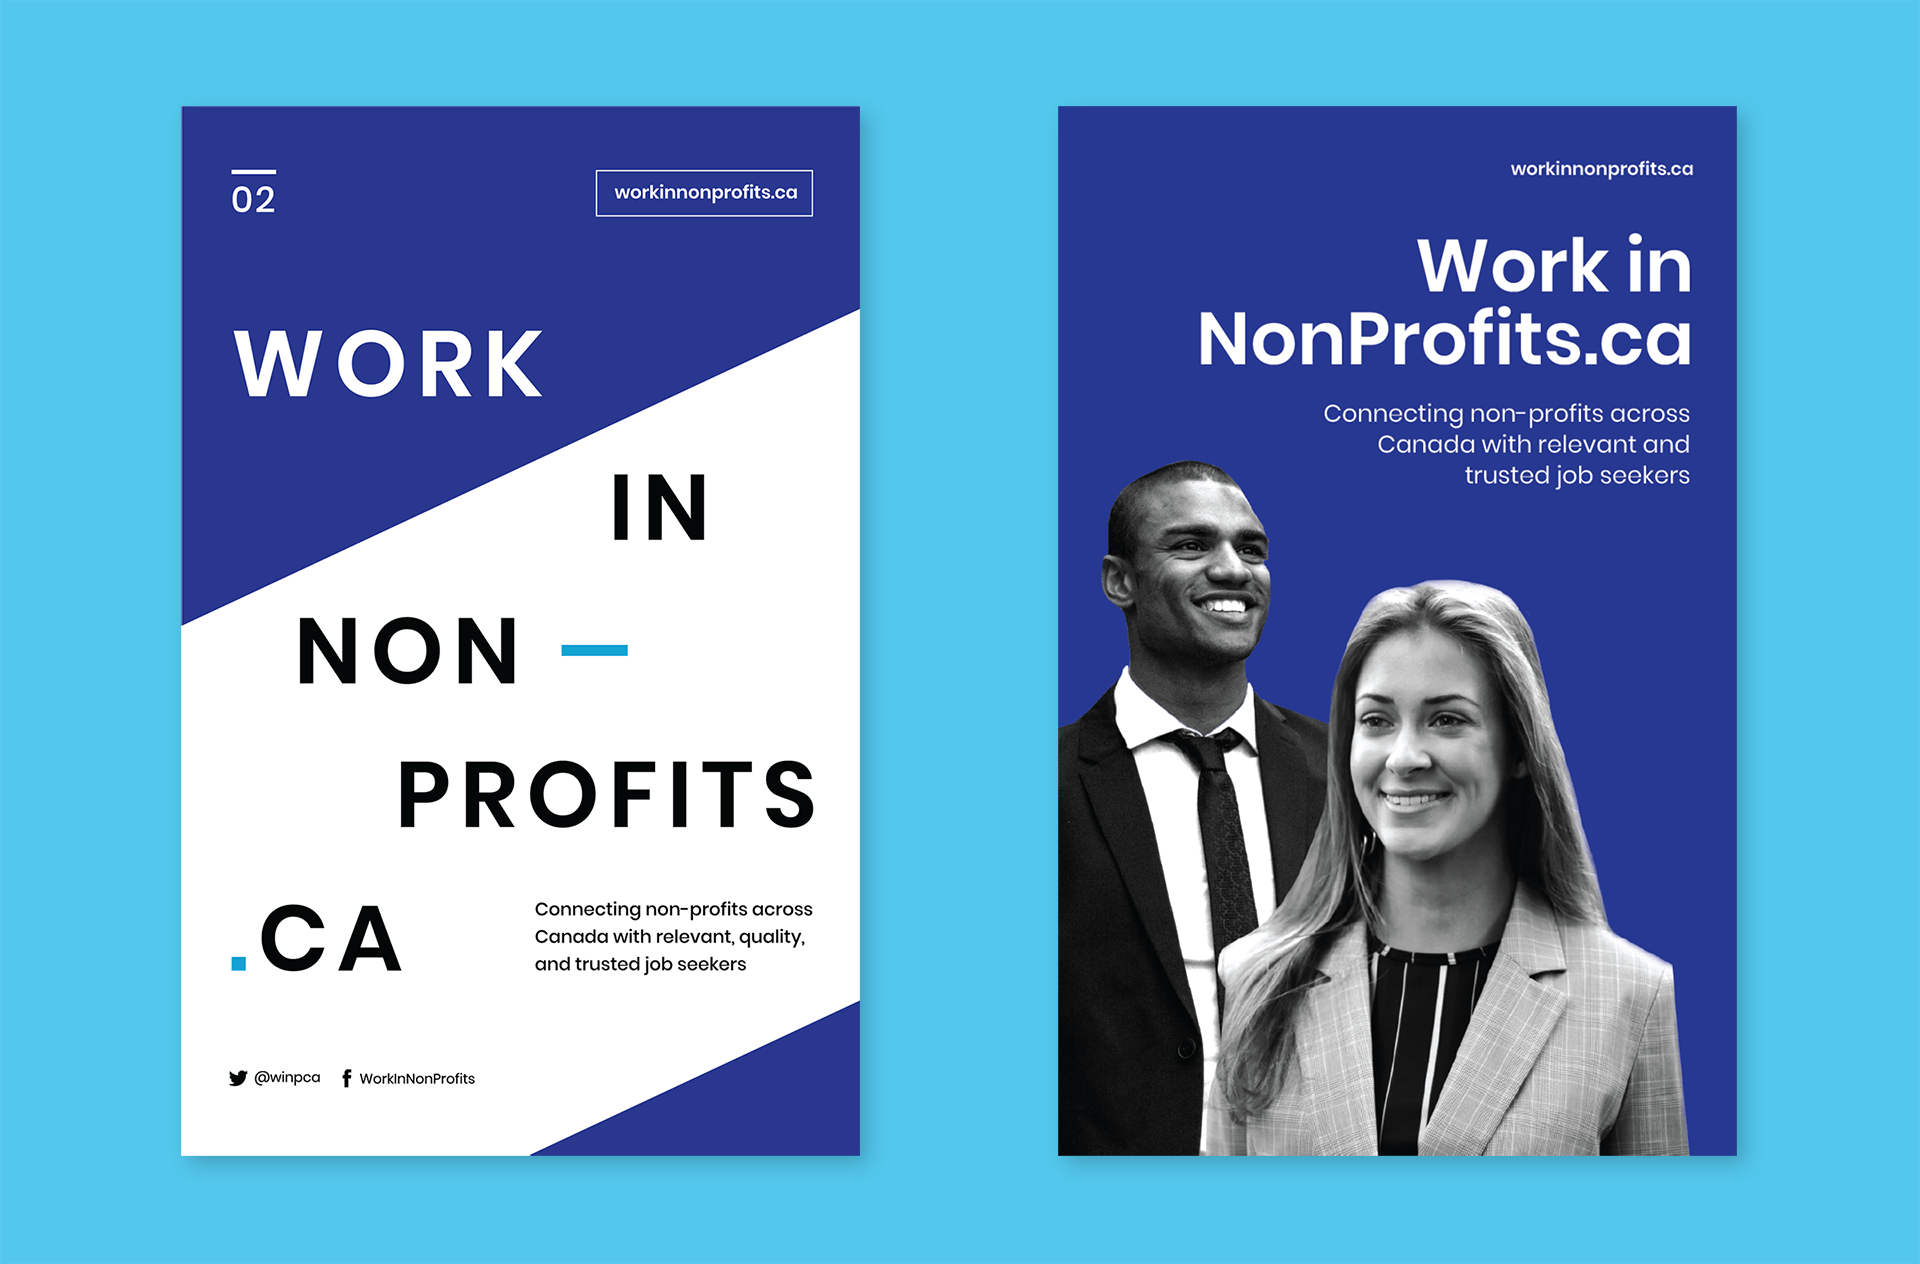 02
workinnonprofits.ca
WORK
IN
NON —
PROFITS
.CA
Connecting non-profits across
Canada with relevant, quality,
and trusted job seekers
@winpca
WorkInNonProfits
workinnonprofits.ca
Work in
NonProfits.ca
Connecting non-profits across
Canada with relevant and
trusted job seekers